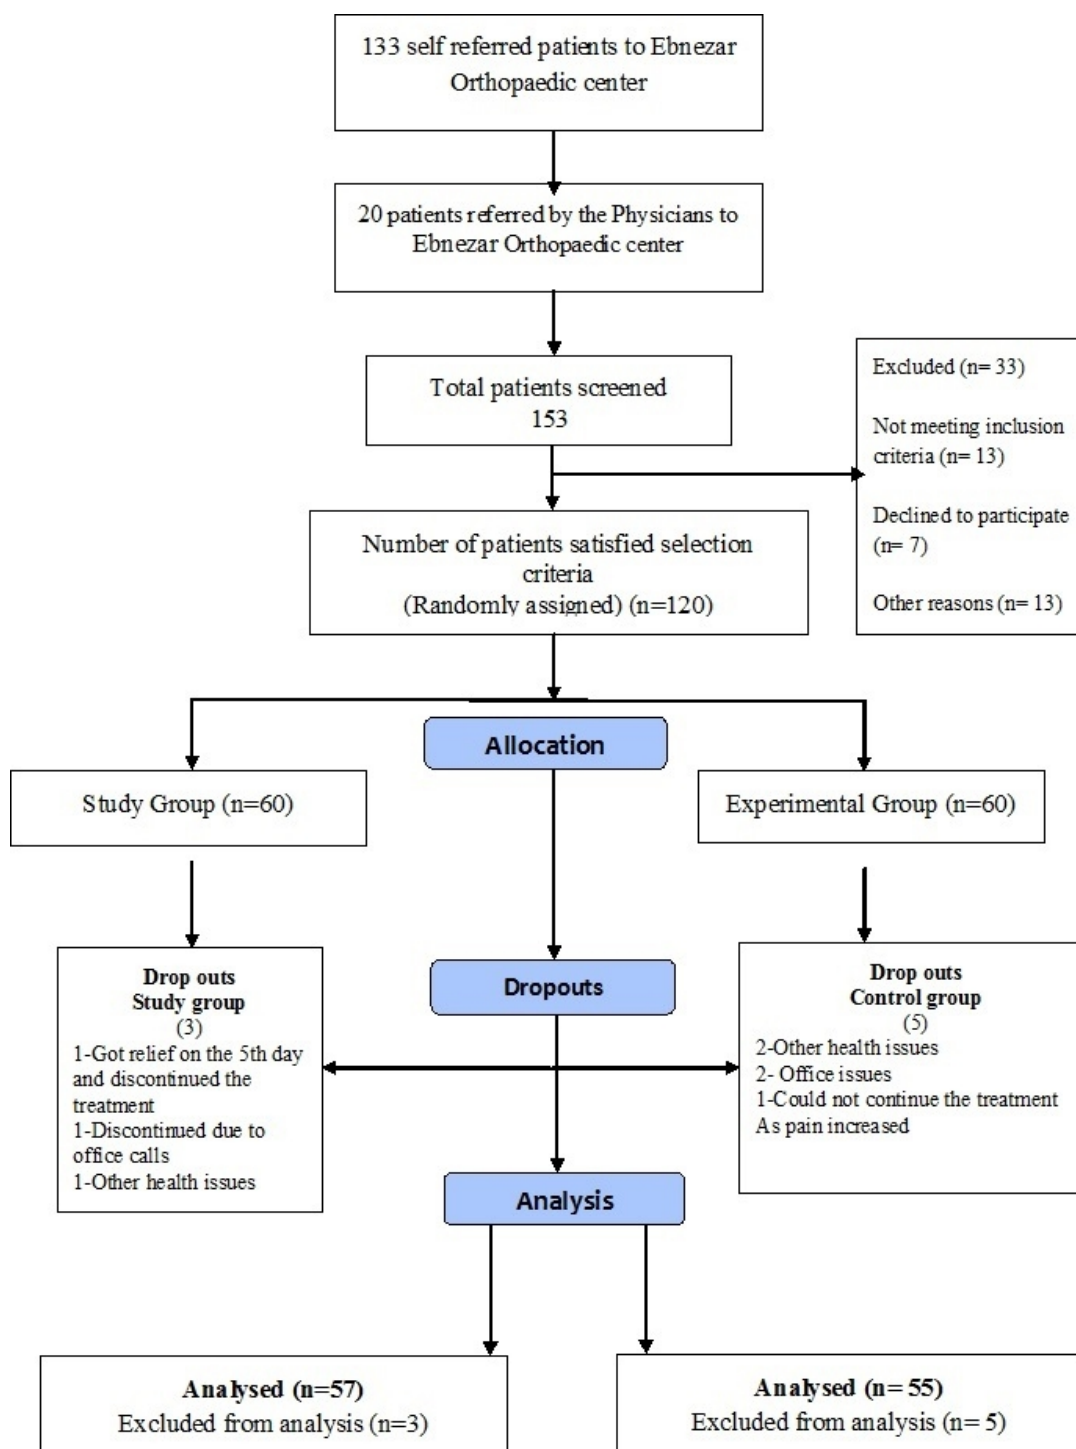 133 self referred patients to Ebnezar
Orthopaedic center
20 patients referred by the Physicians to
Ebnezar Orthopaedic center
Total patients screened
153
Excluded (n= 33)
Not meeting inclusion
criteria (n= 13)
Declined to participate
(n= 7)
Other reasons (n= 13)
Number of patients satisfied selection
criteria
(Randomly assigned) (n=120)
Allocation
Study Group (n=60)
Experimental Group (n=60)
Drop outs
Study group
(3)
1-Got relief on the 5th day
and discontinued the
treatment
1-Discontinued due to
office calls
1-Other health issues
Dropouts
Drop outs
Control group
(5)
2-Other health issues
2- Office issues
1-Could not continue the treatment
As pain increased
Analysis
Analysed (n=57)
Excluded from analysis (n=3)
Analysed (n= 55)
Excluded from analysis (n= 5)